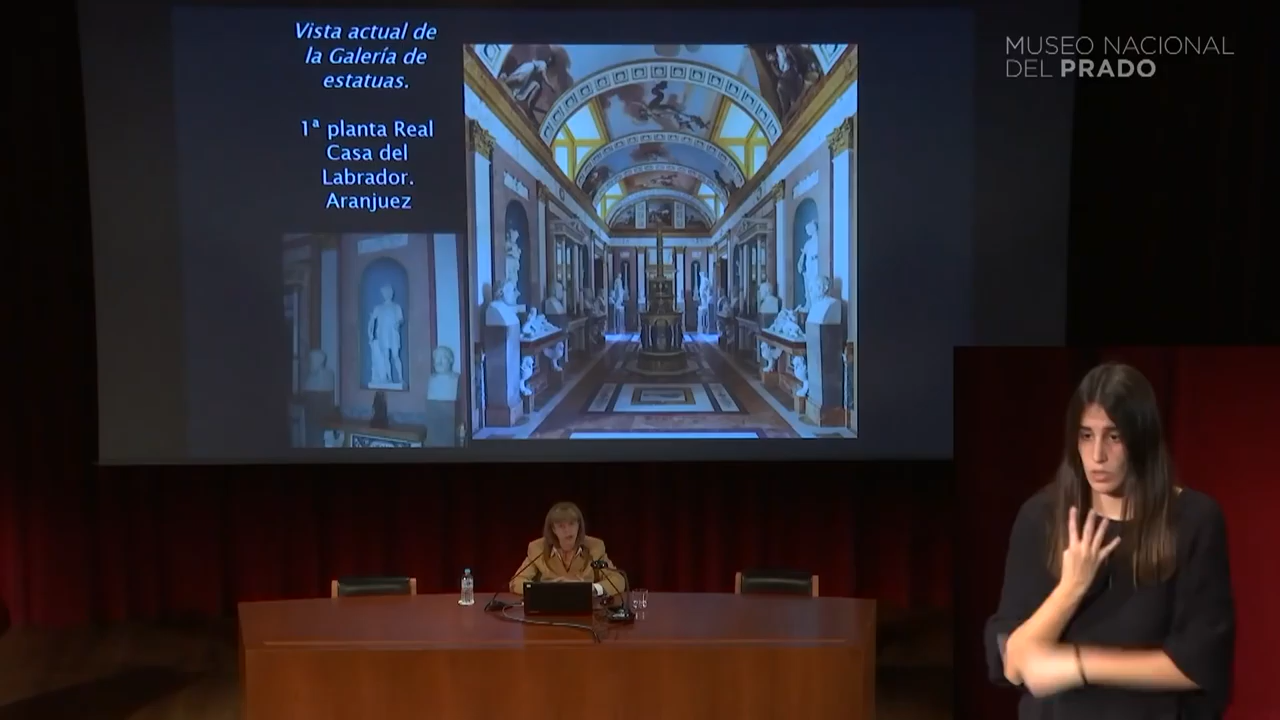 Vista actual de
la Galería de
estatuas.
1ª planta Real
Casa del
Labrador.
Aranjuez
MUSEO NACIONAL
DEL PRADO